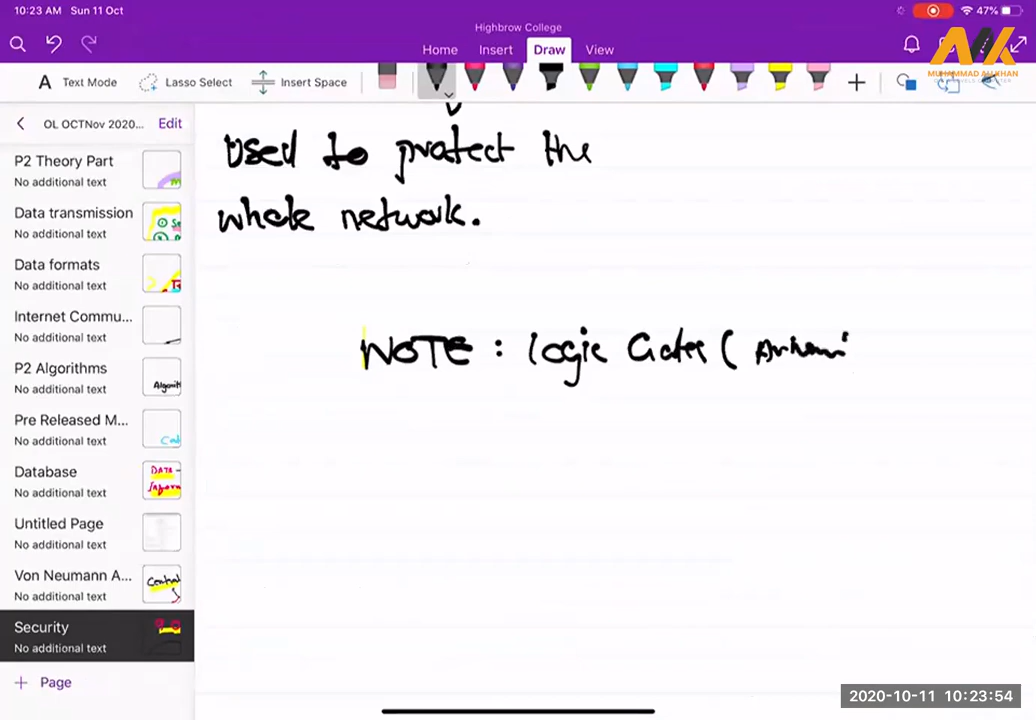 10:23 AM Sun 11 Oct
47%
Highbrow College
Home Insert Draw View
MUHAMMAD ALI KHAN
A Text Mode Lasso Select Insert Space
OL OCTNov 2020... Edit
P2 Theory Part
No additional text
Data transmission
No additional text
Data formats
No additional text
Internet Commu...
No additional text
P2 Algorithms
No additional text
Pre Released M...
No additional text
Database
No additional text
Untitled Page
No additional text
Von Neumann A...
No additional text
Security
No additional text
+ Page
Used to protect the
whole network.
NOTE : Logic Gates (
2020-10-11 10:23:54